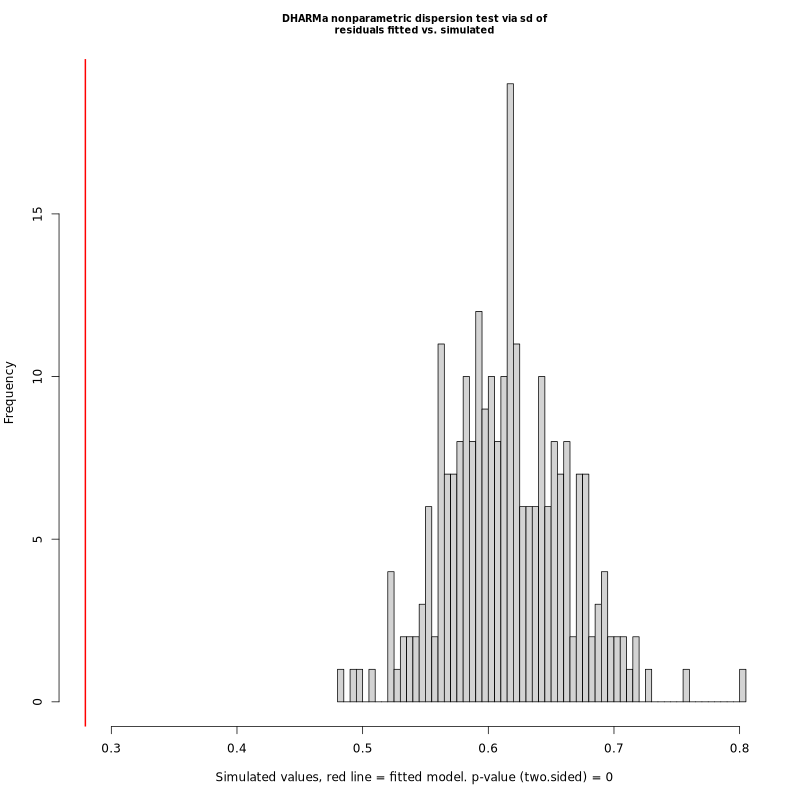 DHARMa nonparametric dispersion test via sd of
residuals fitted vs. simulated
Frequency
15
10
5
0
0.3 0.4 0.5 0.6 0.7 0.8
Simulated values, red line = fitted model. p-value (two.sided) = 0